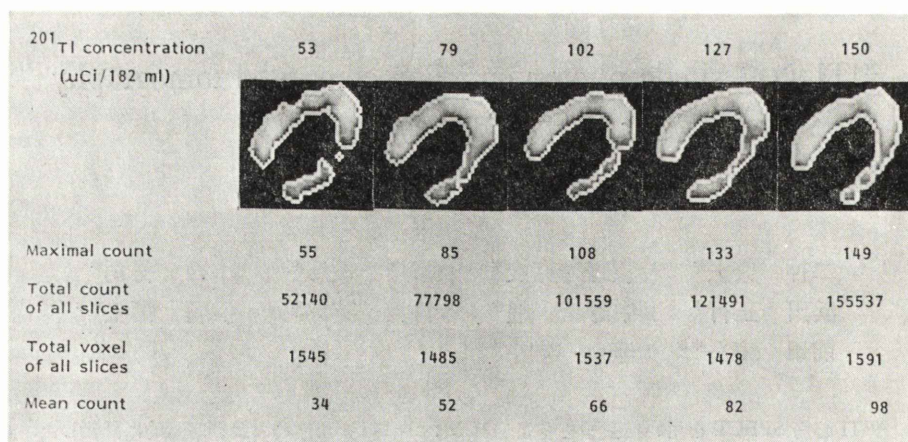 201Tl concentration 53 79 102 127 150
(μCi/182 ml)
Maximal count 55 85 108 133 149
Total count
of all slices 52140 77798 101559 121491 155537
Total voxel
of all slices 1545 1485 1537 1478 1591
Mean count 34 52 66 82 98